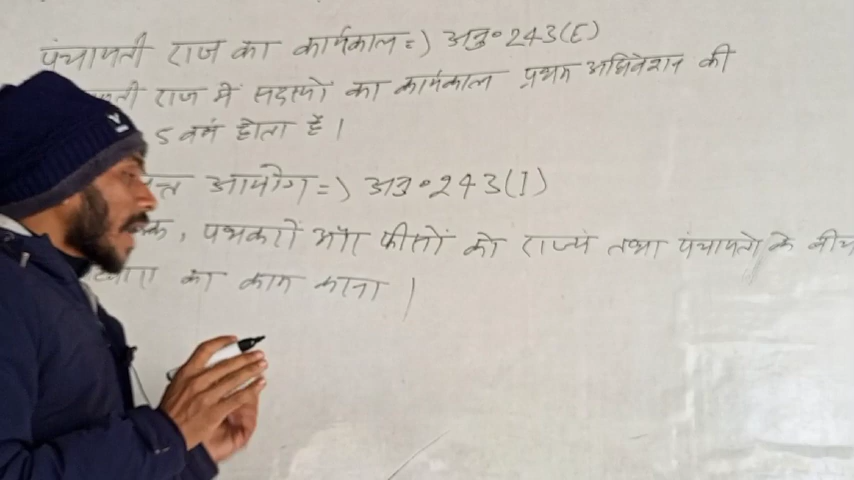 पंचायती राज का कार्यकाल => अनु० 243(E)
राज में सदस्यों का कार्यकाल प्रथम अधिवेशन की
5 वर्ष होता है।
आयोग => अनु० 243(I)
, पथकरों और फीसों को राज्य तथा पंचायतों के बीच
का काम करना।